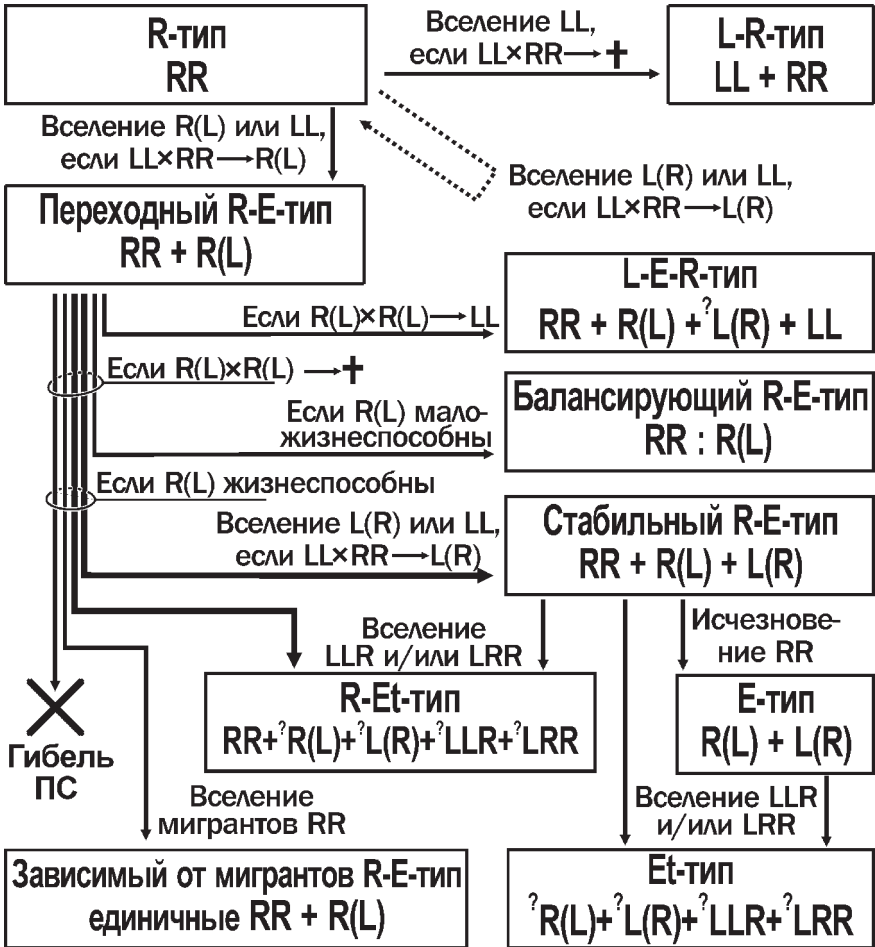 R-тип
RR
Вселение LL,
если LL×RR→✝
L-R-тип
LL + RR
Вселение R(L) или LL,
если LL×RR→R(L)
Вселение L(R) или LL,
если LL×RR→L(R)
Переходный R-E-тип
RR + R(L)
L-E-R-тип
RR + R(L) + ?L(R) + LL
Если R(L)×R(L)→LL
Если R(L)×R(L) →✝
Если R(L) мало-
жизнеспособны
Балансирующий R-E-тип
RR : R(L)
Если R(L) жизнеспособны
Вселение L(R) или LL,
если LL×RR→L(R)
Стабильный R-E-тип
RR + R(L) + L(R)
Вселение
LLR и/или LRR
Исчезнове-
ние RR
R-Et-тип
RR+?R(L)+?L(R)+?LLR+?LRR
E-тип
R(L) + L(R)
Гибель
ПС
Вселение
мигрантов RR
Вселение LLR
и/или LRR
Зависимый от мигрантов R-E-тип
единичные RR + R(L)
Et-тип
?R(L)+?L(R)+?LLR+?LRR